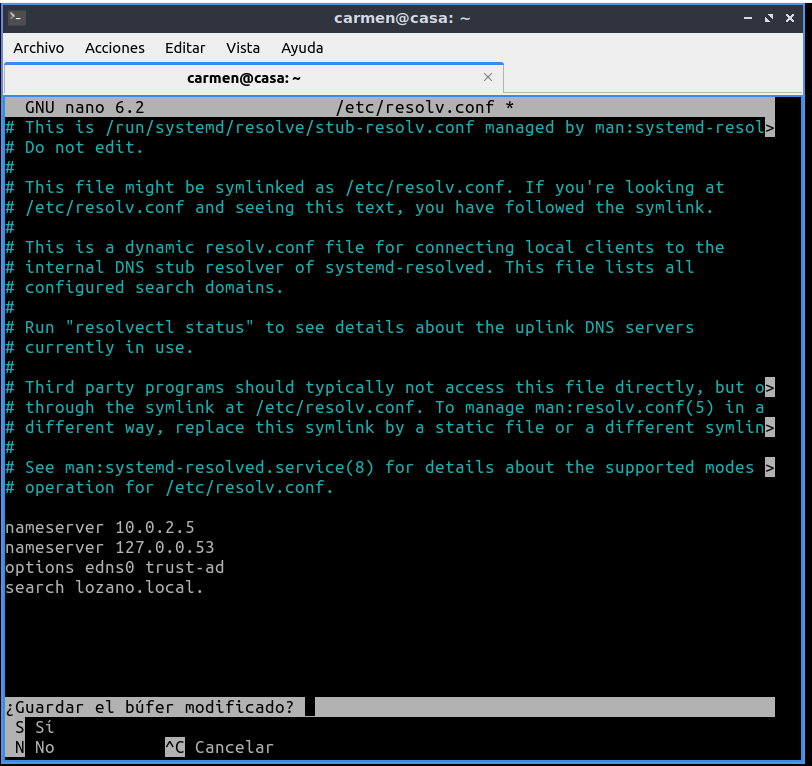 carmen@casa: ~
Archivo Acciones Editar Vista Ayuda
carmen@casa: ~
GNU nano 6.2 /etc/resolv.conf *
# This is /run/systemd/resolve/stub-resolv.conf managed by man:systemd-resol>
# Do not edit.
#
# This file might be symlinked as /etc/resolv.conf. If you're looking at
# /etc/resolv.conf and seeing this text, you have followed the symlink.
#
# This is a dynamic resolv.conf file for connecting local clients to the
# internal DNS stub resolver of systemd-resolved. This file lists all
# configured search domains.
#
# Run "resolvectl status" to see details about the uplink DNS servers
# currently in use.
#
# Third party programs should typically not access this file directly, but o>
# through the symlink at /etc/resolv.conf. To manage man:resolv.conf(5) in a
# different way, replace this symlink by a static file or a different symlin>
#
# See man:systemd-resolved.service(8) for details about the supported modes >
# operation for /etc/resolv.conf.
nameserver 10.0.2.5
nameserver 127.0.0.53
options edns0 trust-ad
search lozano.local.
¿Guardar el búfer modificado?
S Sí
N No ^C Cancelar